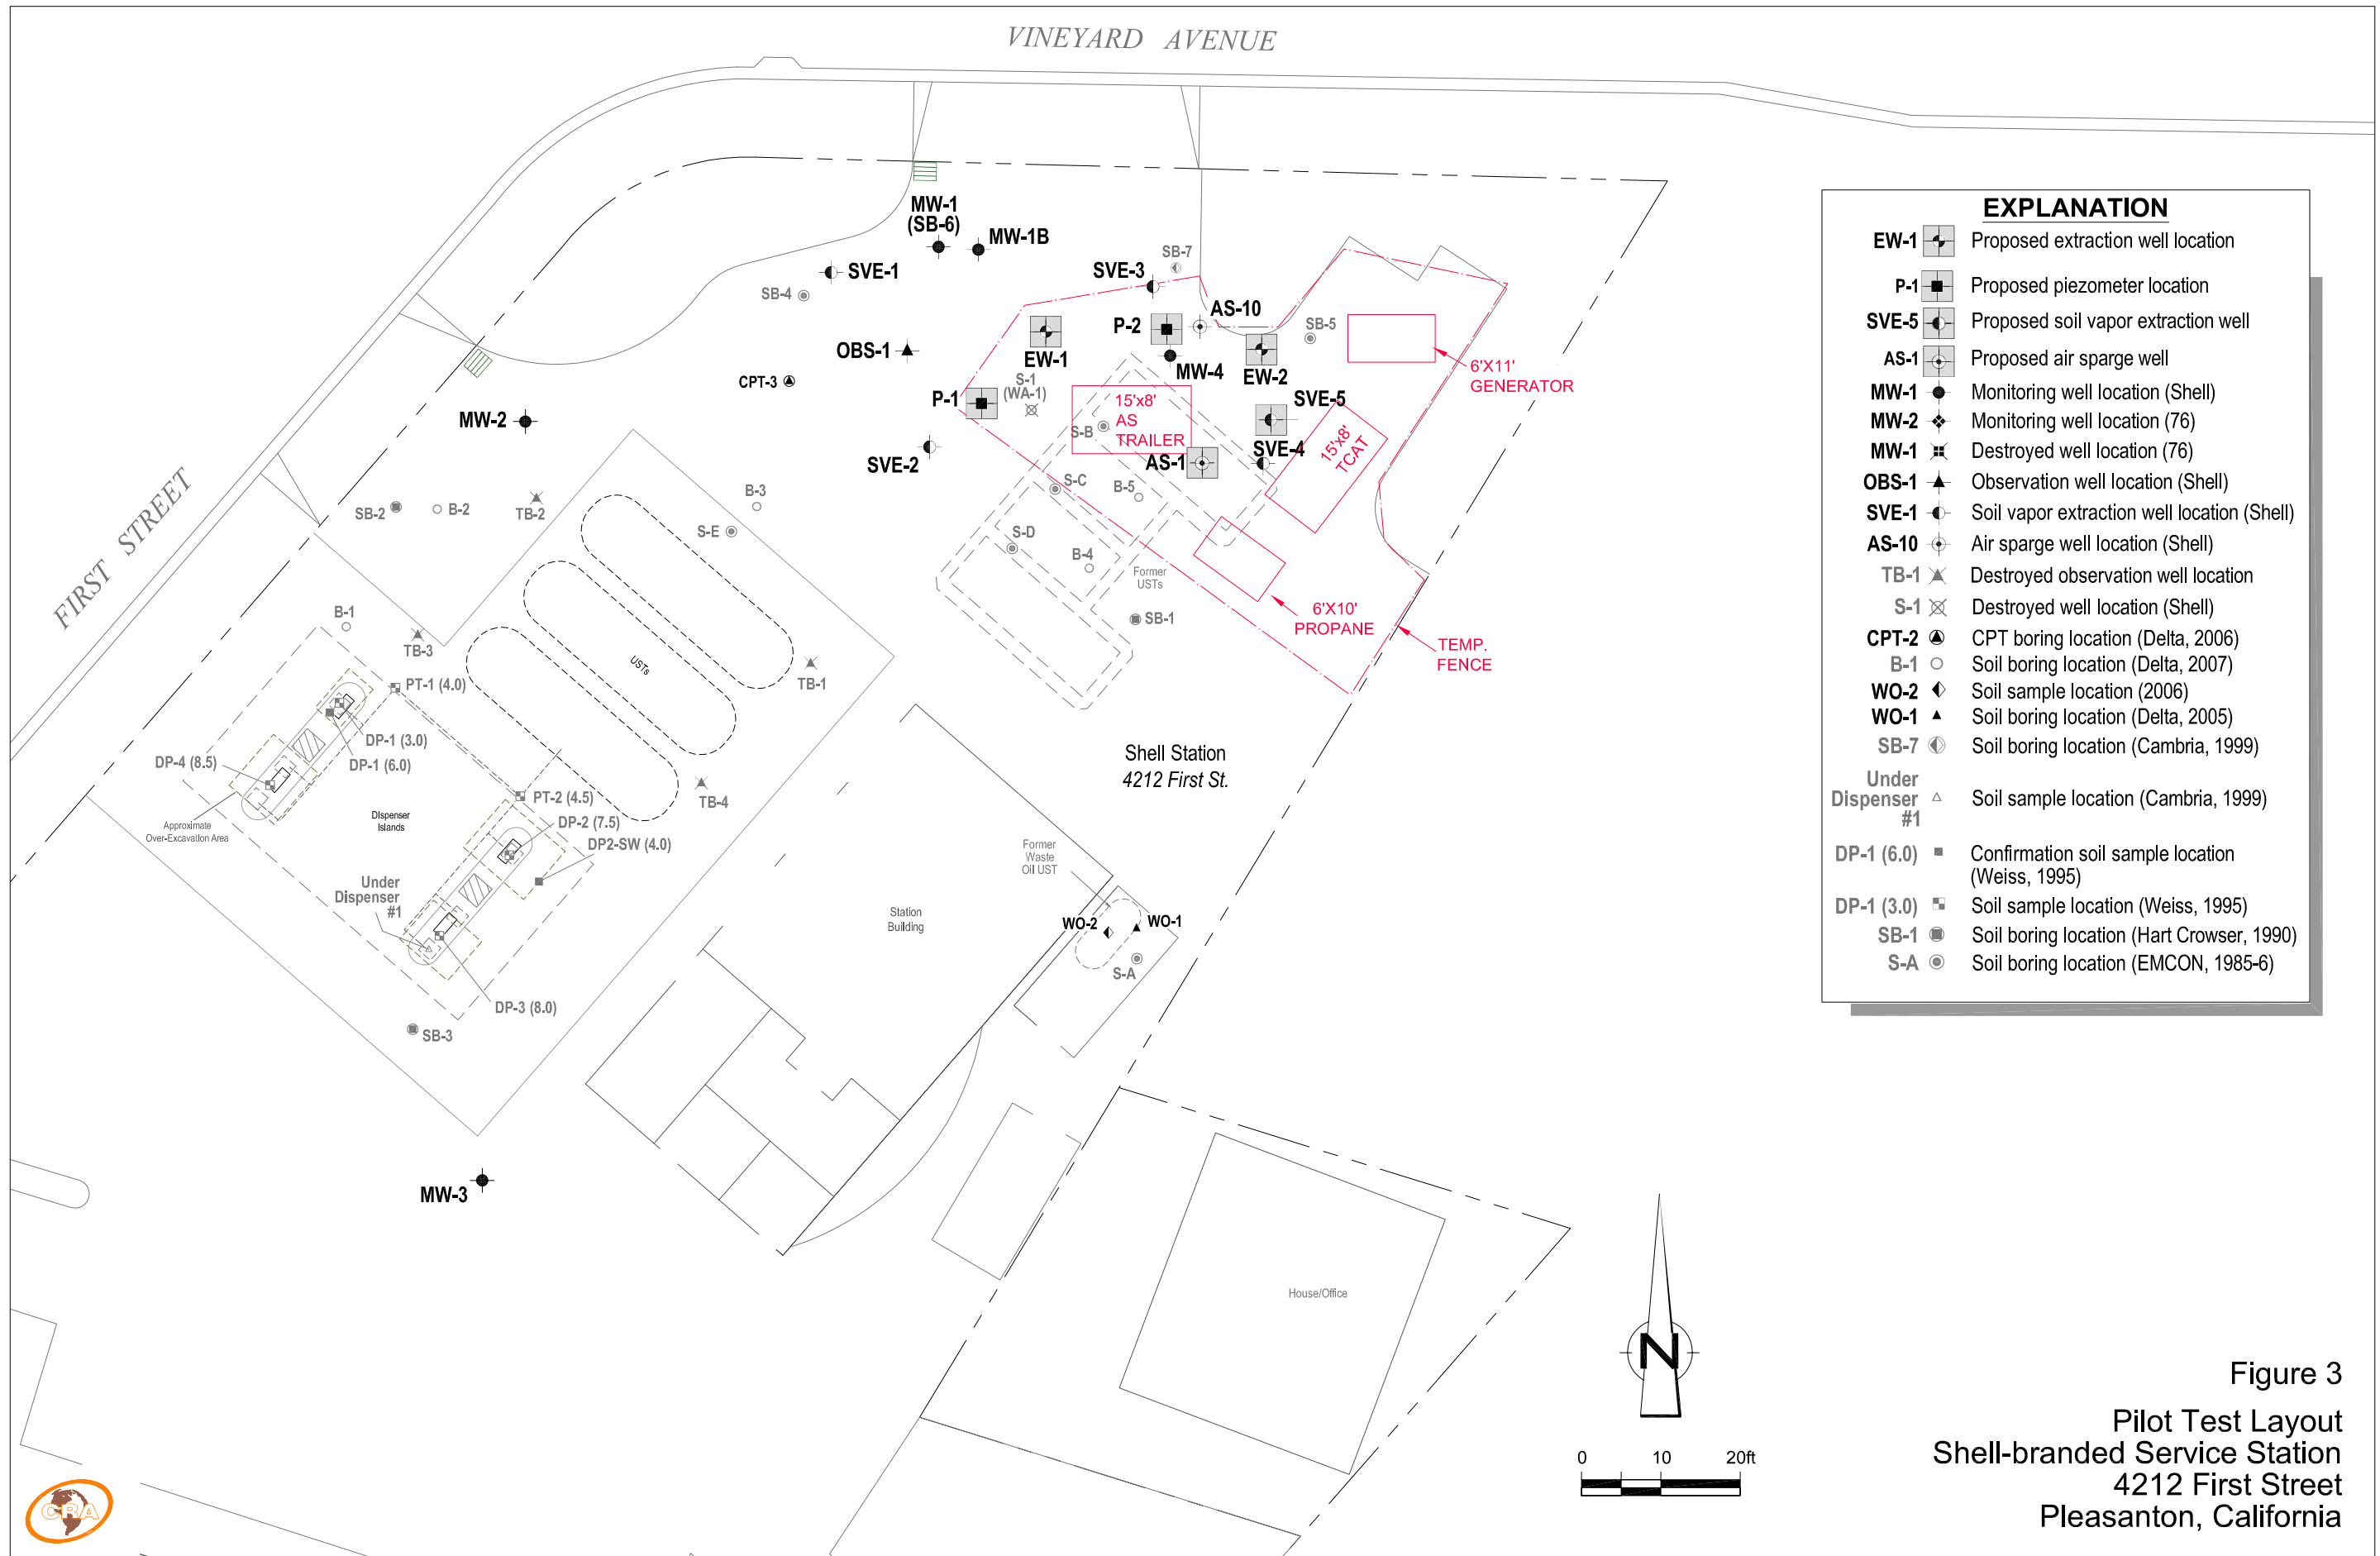 VINEYARD AVENUE
FIRST STREET
MW-1
(SB-6)
MW-1B
SVE-1
SB-4
SB-7
SVE-3
AS-10
P-2
SB-5
OBS-1
EW-1
MW-4
EW-2
6'X11'
GENERATOR
CPT-3
S-1
(WA-1)
P-1
15'x8'
AS
TRAILER
SVE-5
MW-2
S-B
SVE-4
15'x8'
TCAT
SVE-2
AS-1
S-C
B-5
B-3
SB-2
B-2
TB-2
S-E
S-D
B-4
Former
USTs
B-1
6'X10'
PROPANE
SB-1
TEMP.
FENCE
TB-3
USTs
TB-1
PT-1 (4.0)
DP-1 (3.0)
DP-4 (8.5)
DP-1 (6.0)
Shell Station
4212 First St.
PT-2 (4.5)
TB-4
Approximate
Over-Excavation Area
Dispenser
Islands
DP-2 (7.5)
DP2-SW (4.0)
Former
Waste
Oil UST
Under
Dispenser
#1
Station
Building
WO-2
WO-1
S-A
DP-3 (8.0)
SB-3
MW-3
House/Office
EXPLANATION
EW-1 Proposed extraction well location
P-1 Proposed piezometer location
SVE-5 Proposed soil vapor extraction well
AS-1 Proposed air sparge well
MW-1 Monitoring well location (Shell)
MW-2 Monitoring well location (76)
MW-1 Destroyed well location (76)
OBS-1 Observation well location (Shell)
SVE-1 Soil vapor extraction well location (Shell)
AS-10 Air sparge well location (Shell)
TB-1 Destroyed observation well location
S-1 Destroyed well location (Shell)
CPT-2 CPT boring location (Delta, 2006)
B-1 Soil boring location (Delta, 2007)
WO-2 Soil sample location (2006)
WO-1 Soil boring location (Delta, 2005)
SB-7 Soil boring location (Cambria, 1999)
Under
Dispenser
#1
Soil sample location (Cambria, 1999)
DP-1 (6.0) Confirmation soil sample location
(Weiss, 1995)
DP-1 (3.0) Soil sample location (Weiss, 1995)
SB-1 Soil boring location (Hart Crowser, 1990)
S-A Soil boring location (EMCON, 1985-6)
N
0 10 20ft
Figure 3
Pilot Test Layout
Shell-branded Service Station
4212 First Street
Pleasanton, California
CRA